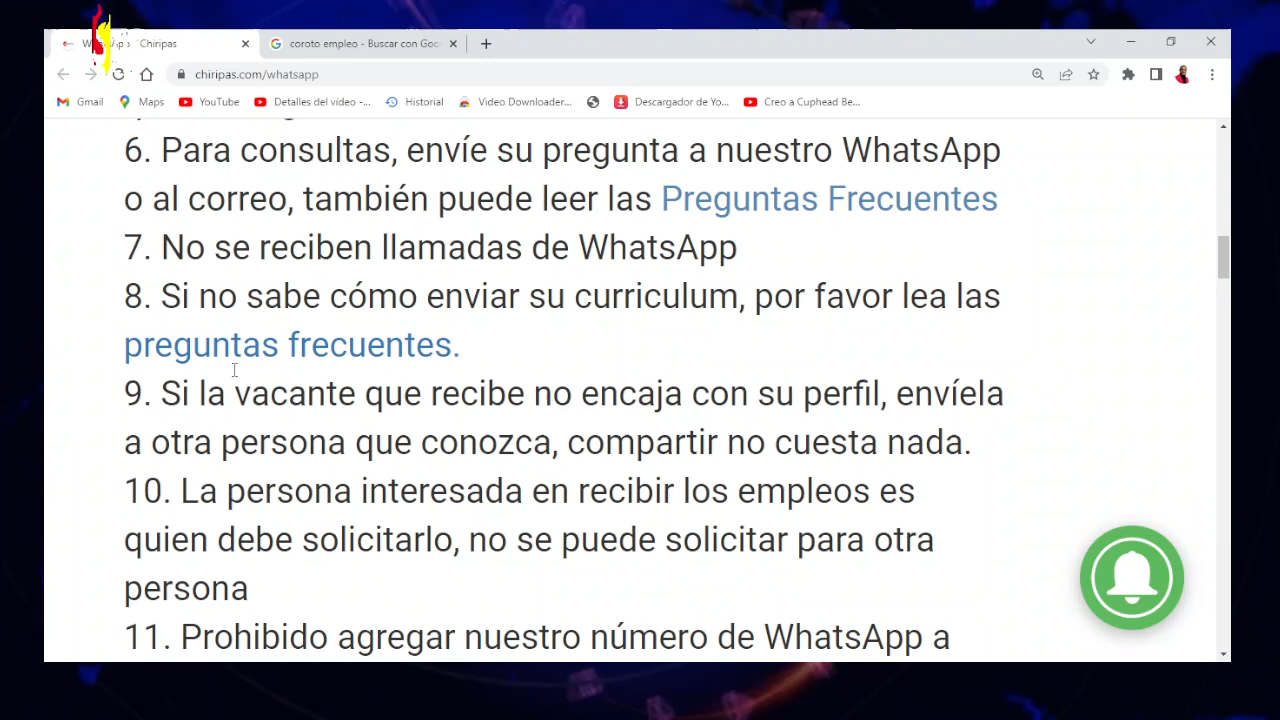 Chiripas
coroto empleo - Buscar con Goo
chiripas.com/whatsapp
Gmail
Maps
YouTube
Detalles del vídeo -...
Historial
Video Downloader...
Descargador de Yo...
Creo a Cuphead Be...
6. Para consultas, envíe su pregunta a nuestro WhatsApp
o al correo, también puede leer las Preguntas Frecuentes
7. No se reciben llamadas de WhatsApp
8. Si no sabe cómo enviar su curriculum, por favor lea las
preguntas frecuentes.
9. Si la vacante que recibe no encaja con su perfil, envíela
a otra persona que conozca, compartir no cuesta nada.
10. La persona interesada en recibir los empleos es
quien debe solicitarlo, no se puede solicitar para otra
persona
11. Prohibido agregar nuestro número de WhatsApp a